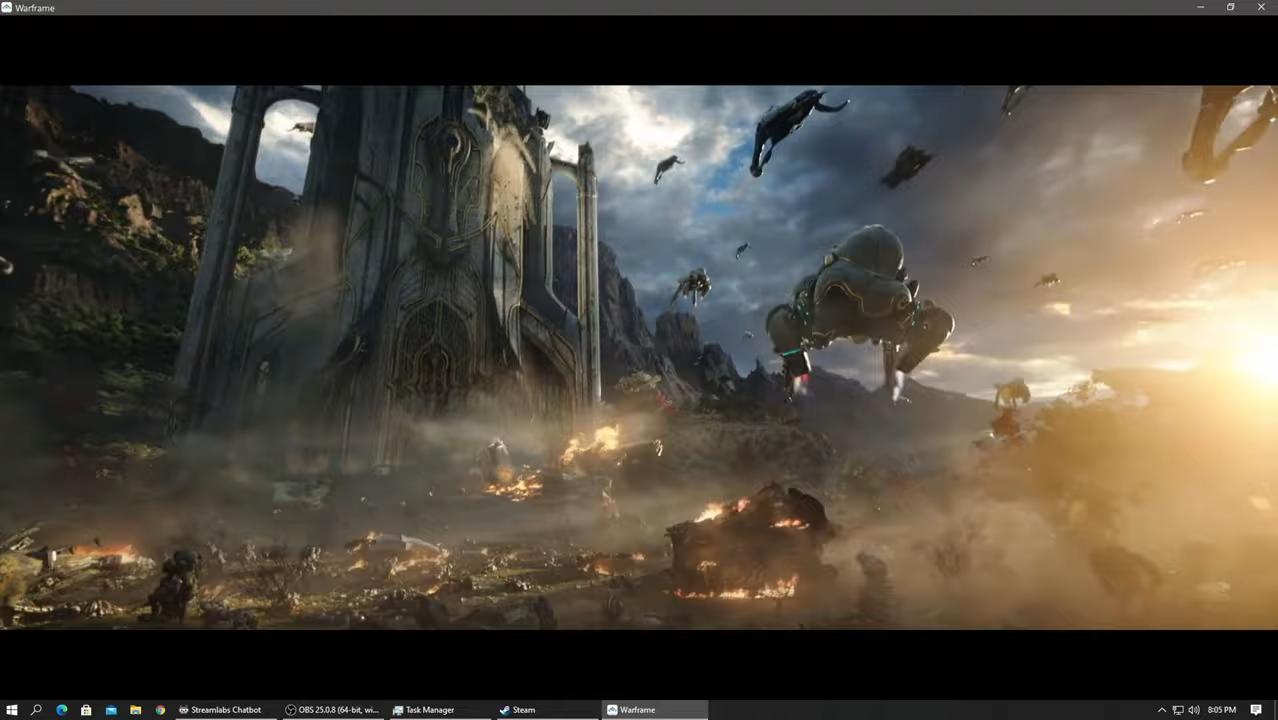 Warframe
Streamlabs Chatbot
OBS 25.0.8 (64-bit, wi...
Task Manager
Steam
Warframe
8:05 PM